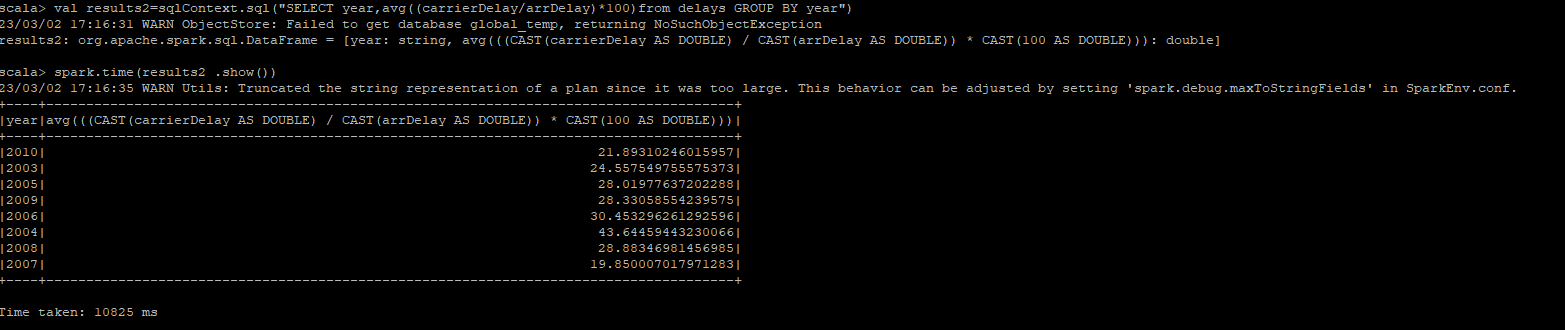 scala> val results2=sqlContext.sql("SELECT year,avg((carrierDelay/arrDelay)*100)from delays GROUP BY year")
23/03/02 17:16:31 WARN ObjectStore: Failed to get database global_temp, returning NoSuchObjectException
results2: org.apache.spark.sql.DataFrame = [year: string, avg(((CAST(carrierDelay AS DOUBLE) / CAST(arrDelay AS DOUBLE)) * CAST(100 AS DOUBLE))): double]
scala> spark.time(results2 .show())
23/03/02 17:16:35 WARN Utils: Truncated the string representation of a plan since it was too large. This behavior can be adjusted by setting 'spark.debug.maxToStringFields' in SparkEnv.conf.
+----+---------------------------------------------------------------------------------------+
|year|avg(((CAST(carrierDelay AS DOUBLE) / CAST(arrDelay AS DOUBLE)) * CAST(100 AS DOUBLE)))|
+----+---------------------------------------------------------------------------------------+
|2010| 21.89310246015957|
|2003| 24.557549755575373|
|2005| 28.01977637202288|
|2009| 28.33058554239575|
|2006| 30.453296261292596|
|2004| 43.64459443230066|
|2008| 28.88346981456985|
|2007| 19.850007017971283|
+----+---------------------------------------------------------------------------------------+
Time taken: 10825 ms